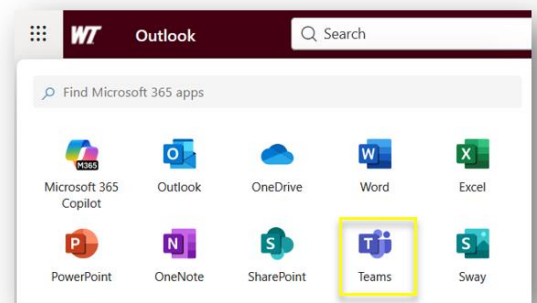 WT Outlook Search
Find Microsoft 365 apps
M365
Microsoft 365 Copilot
Outlook
OneDrive
Word
Excel
PowerPoint
OneNote
SharePoint
Teams
Sway